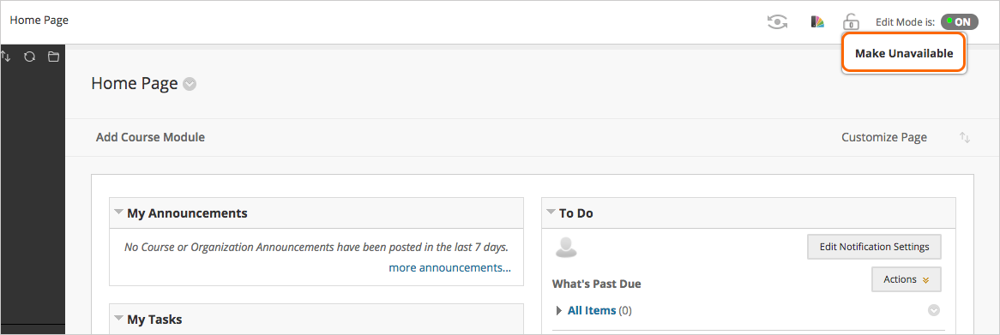 Home Page
Edit Mode is: ON
Make Unavailable
Home Page
Add Course Module
Customize Page
My Announcements
No Course or Organization Announcements have been posted in the last 7 days.
more announcements...
My Tasks
To Do
Edit Notification Settings
What's Past Due
Actions
All Items (0)